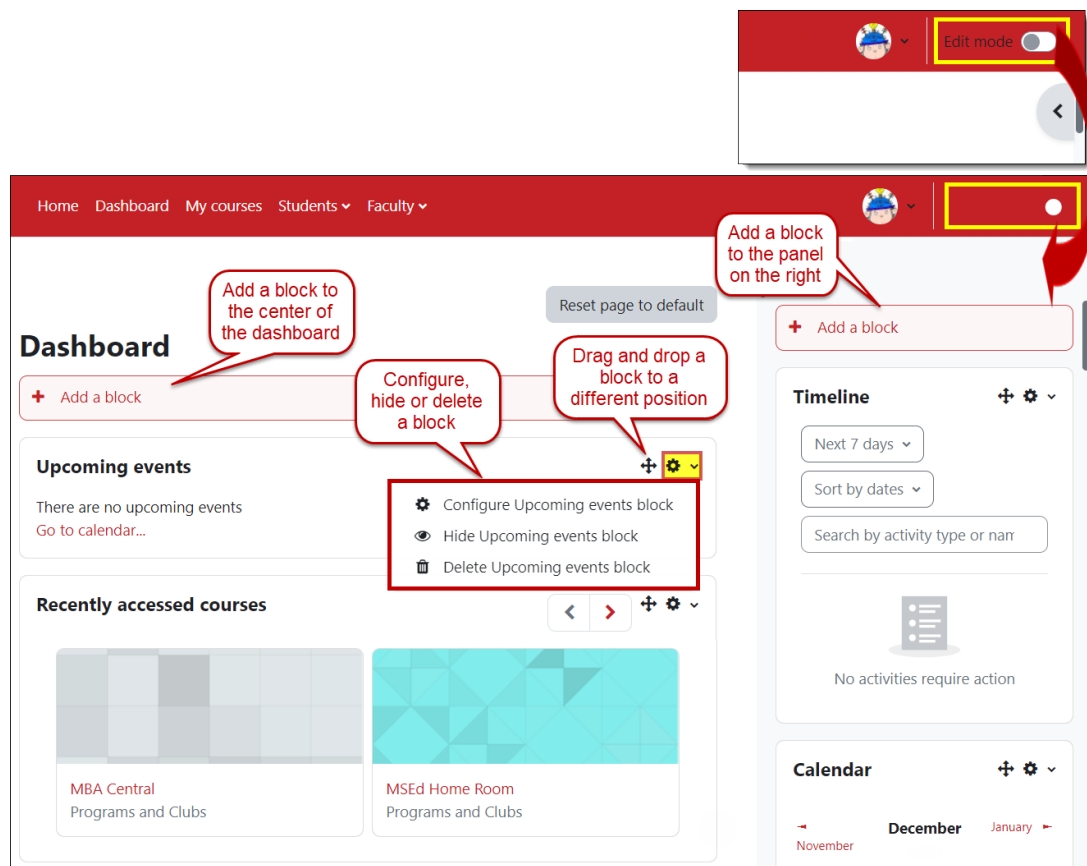 Edit mode
Home Dashboard My courses Students Faculty
Add a block
to the panel
on the right
Add a block to
the center of
the dashboard
Reset page to default
Add a block
Dashboard
Drag and drop a
block to a
different position
Configure,
hide or delete
a block
Add a block
Timeline
Next 7 days
Upcoming events
There are no upcoming events
Go to calendar...
Configure Upcoming events block
Hide Upcoming events block
Delete Upcoming events block
Sort by dates
Search by activity type or nam
Recently accessed courses
No activities require action
MBA Central
Programs and Clubs
MSEd Home Room
Programs and Clubs
Calendar
December January
November